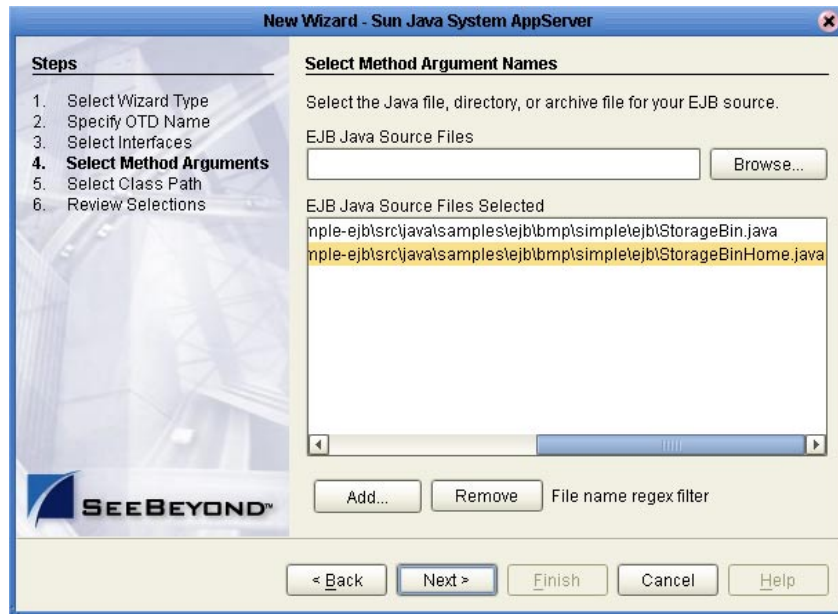 New Wizard - Sun Java System AppServer
Steps
1. Select Wizard Type
2. Specify OTD Name
3. Select Interfaces
4. Select Method Arguments
5. Select Class Path
6. Review Selections
SEEBEYOND™
Select Method Argument Names
Select the Java file, directory, or archive file for your EJB source.
EJB Java Source Files
Browse...
EJB Java Source Files Selected
mple-ejb\src\java\samples\ejb\bmp\simple\ejb\StorageBin.java
mple-ejb\src\java\samples\ejb\bmp\simple\ejb\StorageBinHome.java
Add... Remove File name regex filter
< Back Next > Finish Cancel Help